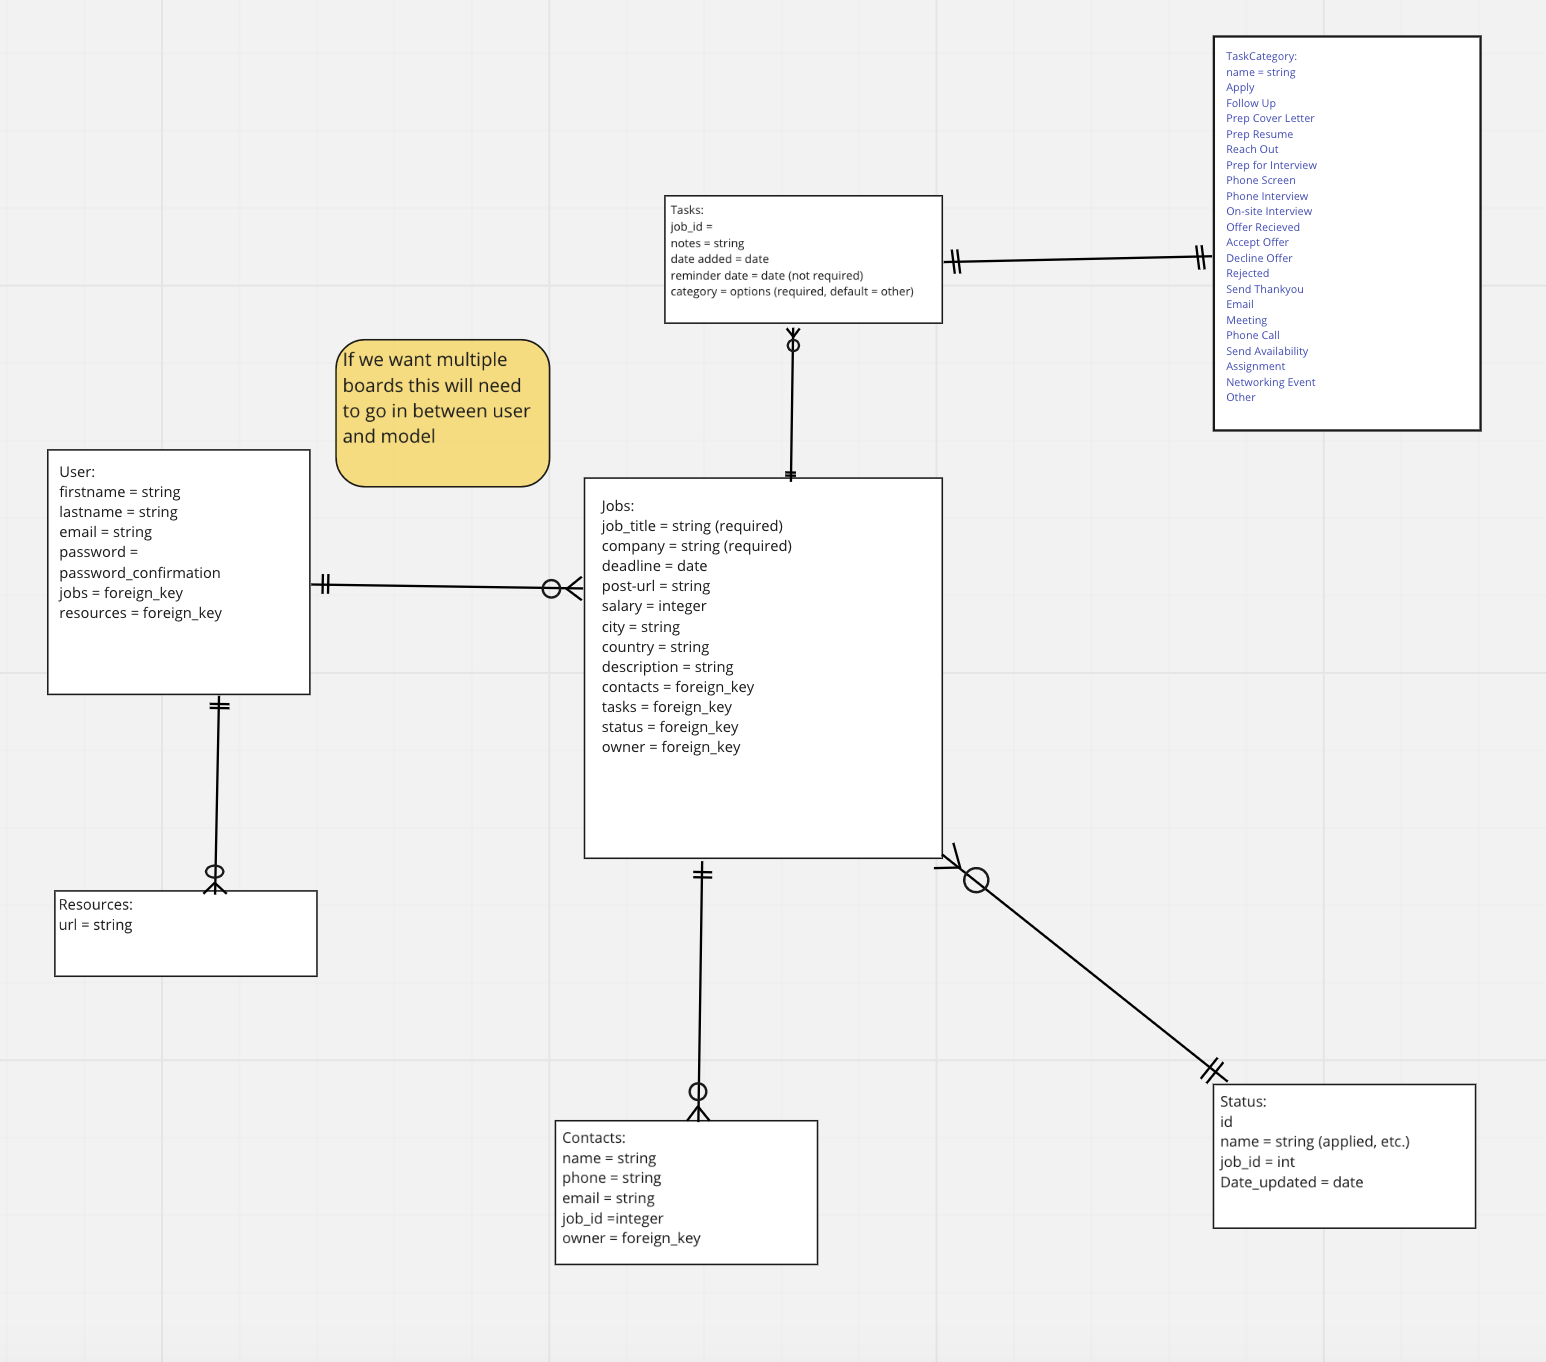 TaskCategory:
name = string
Apply
Follow Up
Prep Cover Letter
Prep Resume
Reach Out
Prep for Interview
Phone Screen
Phone Interview
On-site Interview
Offer Recieved
Accept Offer
Decline Offer
Rejected
Send Thankyou
Email
Meeting
Phone Call
Send Availability
Assignment
Networking Event
Other
Tasks:
job_id =
notes = string
date added = date
reminder date = date (not required)
category = options (required, default = other)
If we want multiple
boards this will need
to go in between user
and model
User:
firstname = string
lastname = string
email = string
password =
password_confirmation
jobs = foreign_key
resources = foreign_key
Jobs:
job_title = string (required)
company = string (required)
deadline = date
post-url = string
salary = integer
city = string
country = string
description = string
contacts = foreign_key
tasks = foreign_key
status = foreign_key
owner = foreign_key
Resources:
url = string
Contacts:
name = string
phone = string
email = string
job_id =integer
owner = foreign_key
Status:
id
name = string (applied, etc.)
job_id = int
Date_updated = date